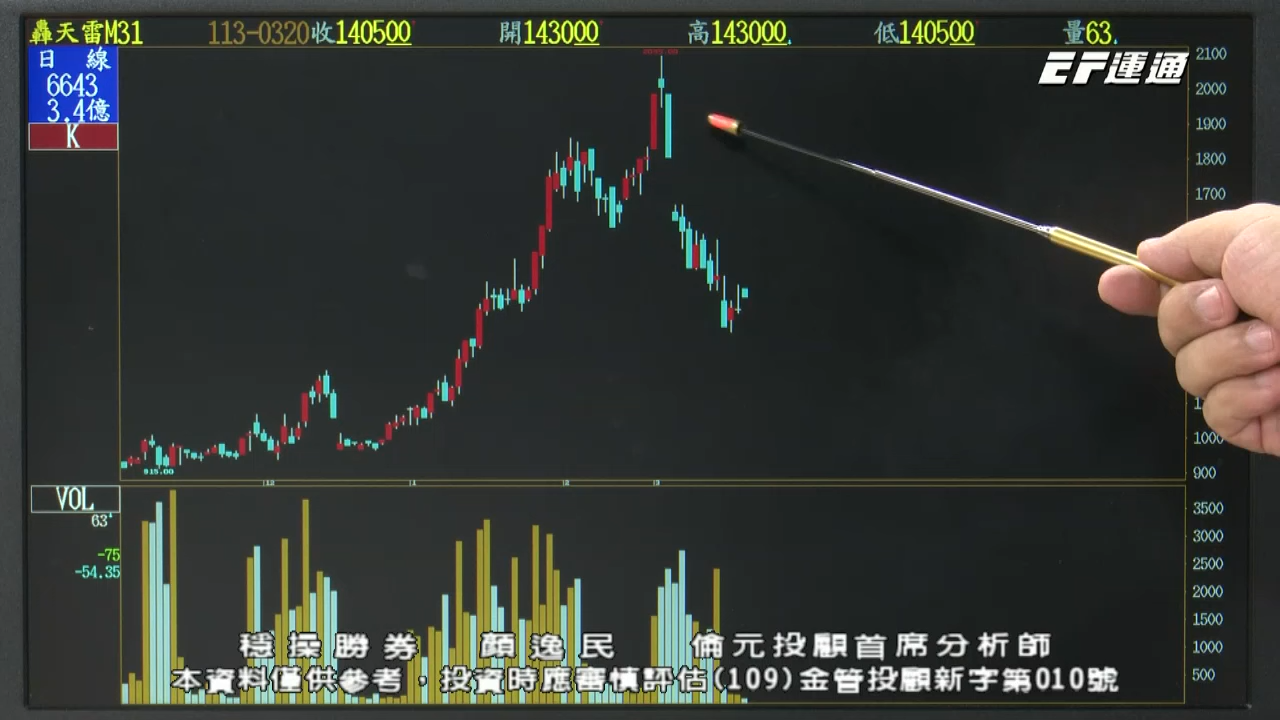 轟天雷M31 113-0320收140500 開143000 高143000 低140500 量63
EF運通
日 線
6643
3.4億
K
2100
2000
1900
1800
1700
1000
900
915.00
12 1 2 3
VOL
63
-75
-54.35
3500
3000
2500
2000
1500
1000
500
穩操勝券 顏逸民 倫元投顧首席分析師
本資料僅供參考，投資時應審慎評估(109)金管投顧新字第010號